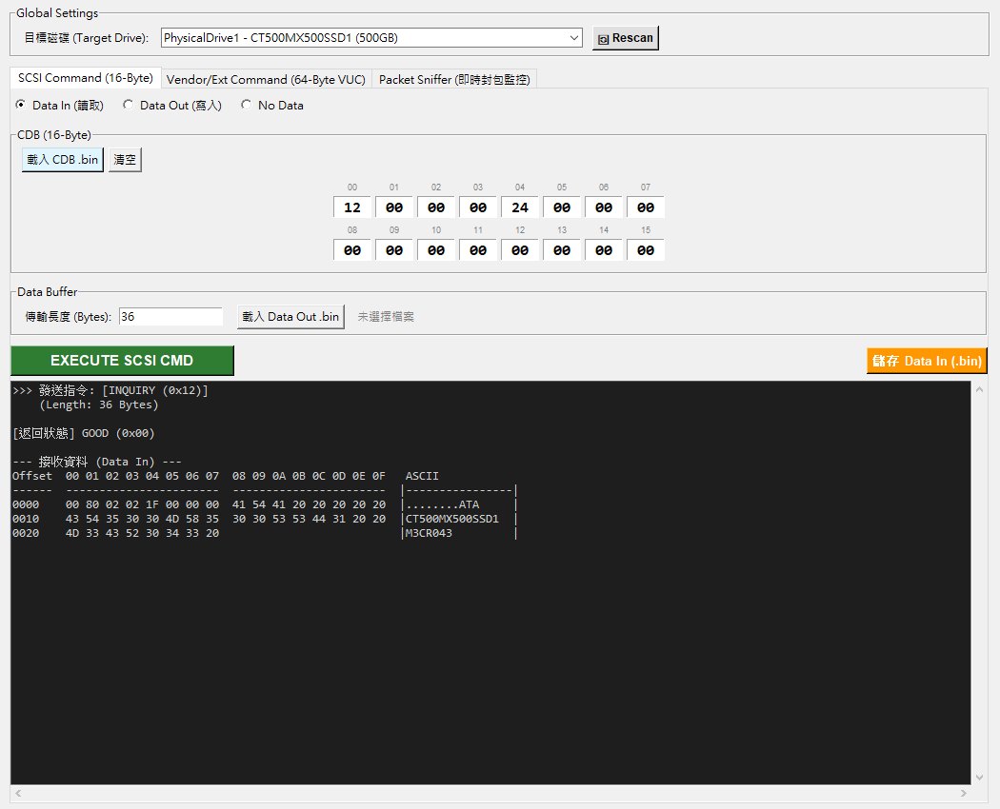 Global Settings
目標磁碟 (Target Drive): PhysicalDrive1 - CT500MX500SSD1 (500GB) Rescan
SCSI Command (16-Byte) Vendor/Ext Command (64-Byte VUC) Packet Sniffer (即時封包監控)
Data In (讀取) Data Out (寫入) No Data
CDB (16-Byte)
載入 CDB .bin 清空
00 01 02 03 04 05 06 07
12 00 00 00 24 00 00 00
08 09 10 11 12 13 14 15
00 00 00 00 00 00 00 00
Data Buffer
傳輸長度 (Bytes): 36 載入 Data Out .bin 未選擇檔案
EXECUTE SCSI CMD 儲存 Data In (.bin)
>>> 發送指令: [INQUIRY (0x12)]
(Length: 36 Bytes)
[返回狀態] GOOD (0x00)
--- 接收資料 (Data In) ---
Offset 00 01 02 03 04 05 06 07 08 09 0A 0B 0C 0D 0E 0F ASCII
------ ----------------------- ----------------------- |----------------|
0000 00 80 02 02 1F 00 00 00 41 54 41 20 20 20 20 20 |........ATA |
0010 43 54 35 30 30 4D 58 35 30 30 53 53 44 31 20 20 |CT500MX500SSD1 |
0020 4D 33 43 52 30 34 33 20 |M3CR043 |